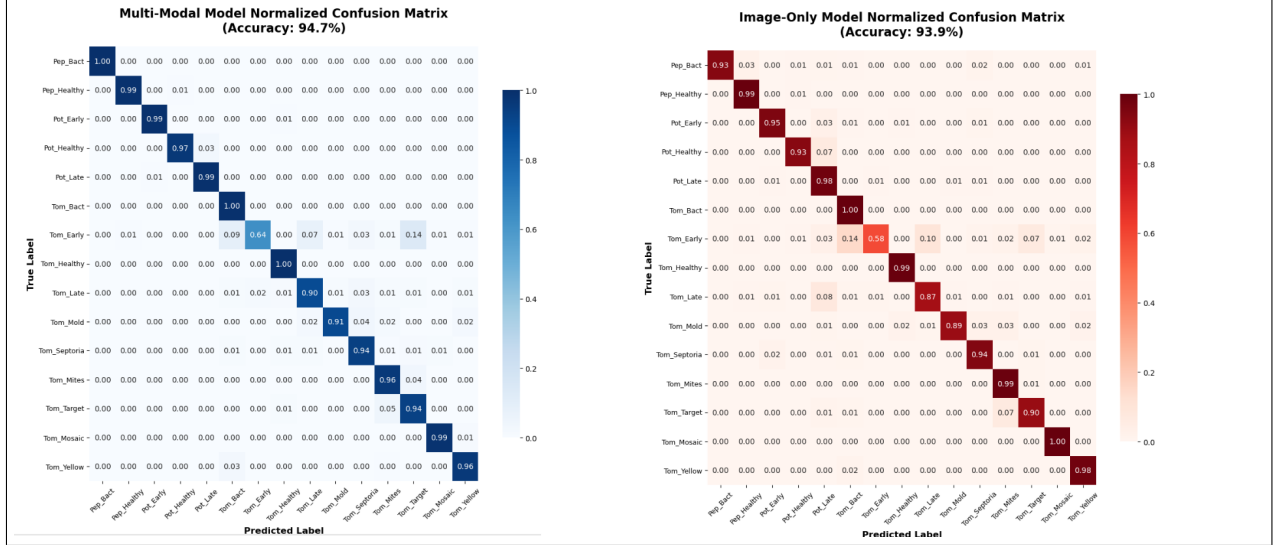 Multi-Modal Model Normalized Confusion Matrix
(Accuracy: 94.7%)
True Label
Pep_Bact 1.00 0.00 0.00 0.00 0.00 0.00 0.00 0.00 0.00 0.00 0.00 0.00 0.00 0.00 0.00
Pep_Healthy 0.00 0.99 0.00 0.01 0.00 0.00 0.00 0.00 0.00 0.00 0.00 0.00 0.00 0.00 0.00
Pot_Early 0.00 0.00 0.99 0.00 0.00 0.00 0.00 0.01 0.00 0.00 0.00 0.00 0.00 0.00 0.00
Pot_Healthy 0.00 0.00 0.00 0.97 0.03 0.00 0.00 0.00 0.00 0.00 0.00 0.00 0.00 0.00 0.00
Pot_Late 0.00 0.00 0.01 0.00 0.99 0.00 0.00 0.00 0.00 0.00 0.00 0.00 0.00 0.00 0.00
Tom_Bact 0.00 0.00 0.00 0.00 0.00 1.00 0.00 0.00 0.00 0.00 0.00 0.00 0.00 0.00 0.00
Tom_Early 0.00 0.01 0.00 0.00 0.00 0.09 0.64 0.00 0.07 0.01 0.03 0.01 0.14 0.01 0.01
Tom_Healthy 0.00 0.00 0.00 0.00 0.00 0.00 0.00 1.00 0.00 0.00 0.00 0.00 0.00 0.00 0.00
Tom_Late 0.00 0.00 0.00 0.00 0.00 0.01 0.02 0.01 0.90 0.01 0.03 0.00 0.01 0.00 0.00
Tom_Mold 0.00 0.00 0.00 0.00 0.00 0.00 0.00 0.00 0.02 0.91 0.04 0.02 0.00 0.00 0.02
Tom_Septoria 0.00 0.00 0.00 0.00 0.00 0.01 0.01 0.00 0.01 0.00 0.94 0.01 0.01 0.01 0.00
Tom_Mites 0.00 0.00 0.00 0.00 0.00 0.00 0.00 0.00 0.00 0.00 0.00 0.96 0.04 0.00 0.00
Tom_Target 0.00 0.00 0.00 0.00 0.00 0.00 0.00 0.01 0.00 0.00 0.00 0.05 0.94 0.00 0.00
Tom_Mosaic 0.00 0.00 0.00 0.00 0.00 0.00 0.00 0.00 0.00 0.00 0.00 0.00 0.00 0.99 0.01
Tom_Yellow 0.00 0.00 0.00 0.00 0.00 0.03 0.00 0.00 0.00 0.00 0.00 0.00 0.00 0.00 0.96
Pep_Bact Pep_Healthy Pot_Early Pot_Healthy Pot_Late Tom_Bact Tom_Early Tom_Healthy Tom_Late Tom_Mold Tom_Septoria Tom_Mites Tom_Target Tom_Mosaic Tom_Yellow
Predicted Label
1.0
0.8
0.6
0.4
0.2
0.0
Image-Only Model Normalized Confusion Matrix
(Accuracy: 93.9%)
True Label
Pep_Bact 0.93 0.03 0.00 0.01 0.01 0.01 0.00 0.00 0.00 0.00 0.02 0.00 0.00 0.00 0.01
Pep_Healthy 0.00 0.99 0.00 0.00 0.01 0.00 0.00 0.01 0.00 0.00 0.00 0.00 0.00 0.00 0.00
Pot_Early 0.00 0.00 0.95 0.00 0.03 0.00 0.01 0.00 0.01 0.00 0.01 0.00 0.00 0.00 0.00
Pot_Healthy 0.00 0.00 0.00 0.93 0.07 0.00 0.00 0.00 0.00 0.00 0.00 0.00 0.00 0.00 0.00
Pot_Late 0.00 0.00 0.01 0.00 0.98 0.00 0.01 0.00 0.00 0.01 0.01 0.00 0.00 0.00 0.00
Tom_Bact 0.00 0.00 0.00 0.00 0.00 1.00 0.00 0.00 0.00 0.00 0.00 0.00 0.00 0.00 0.00
Tom_Early 0.00 0.01 0.01 0.00 0.03 0.14 0.58 0.00 0.10 0.00 0.01 0.02 0.07 0.01 0.02
Tom_Healthy 0.00 0.00 0.00 0.00 0.00 0.00 0.00 0.99 0.00 0.00 0.00 0.00 0.00 0.00 0.00
Tom_Late 0.00 0.01 0.01 0.00 0.08 0.01 0.01 0.00 0.87 0.01 0.00 0.01 0.00 0.00 0.01
Tom_Mold 0.00 0.00 0.00 0.00 0.01 0.00 0.00 0.02 0.01 0.89 0.03 0.03 0.00 0.00 0.02
Tom_Septoria 0.00 0.00 0.02 0.00 0.01 0.01 0.00 0.00 0.00 0.00 0.94 0.00 0.01 0.00 0.00
Tom_Mites 0.00 0.00 0.00 0.00 0.00 0.00 0.00 0.00 0.00 0.00 0.00 0.99 0.01 0.00 0.00
Tom_Target 0.00 0.00 0.00 0.00 0.01 0.01 0.00 0.00 0.00 0.00 0.00 0.07 0.90 0.00 0.00
Tom_Mosaic 0.00 0.00 0.00 0.00 0.00 0.00 0.00 0.00 0.00 0.00 0.00 0.00 0.00 1.00 0.00
Tom_Yellow 0.00 0.00 0.00 0.00 0.00 0.02 0.00 0.00 0.00 0.00 0.00 0.00 0.00 0.00 0.98
Pep_Bact Pep_Healthy Pot_Early Pot_Healthy Pot_Late Tom_Bact Tom_Early Tom_Healthy Tom_Late Tom_Mold Tom_Septoria Tom_Mites Tom_Target Tom_Mosaic Tom_Yellow
Predicted Label
1.0
0.8
0.6
0.4
0.2
0.0